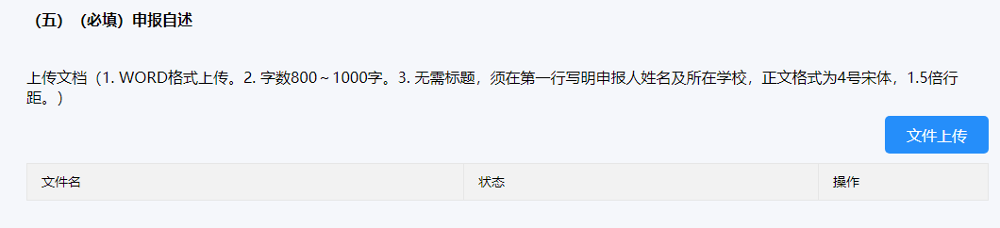 （五）（必填）申报自述
上传文档（1. WORD格式上传。2. 字数800～1000字。3. 无需标题，须在第一行写明申报人姓名及所在学校，正文格式为4号宋体，1.5倍行
距。）
文件上传
文件名 状态 操作